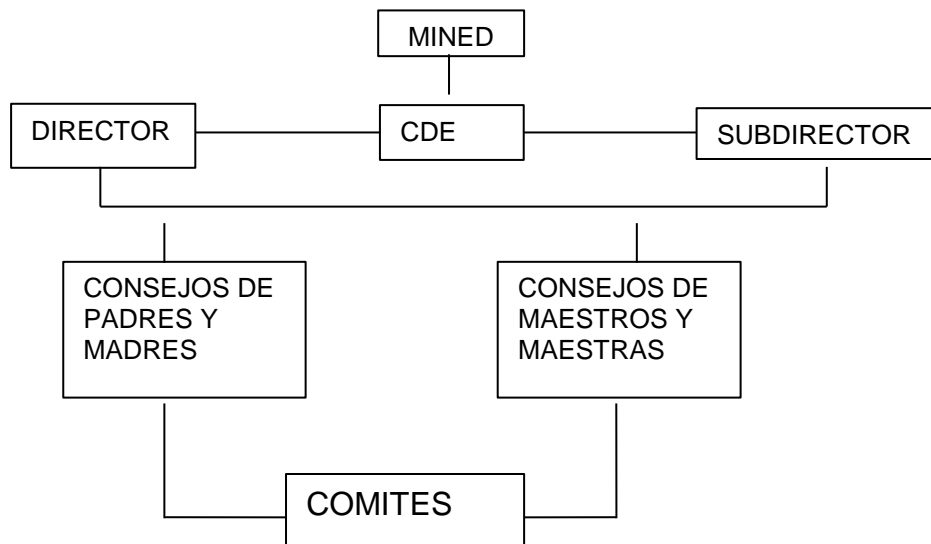 MINED
DIRECTOR
CDE
SUBDIRECTOR
CONSEJOS DE
PADRES Y
MADRES
CONSEJOS DE
MAESTROS Y
MAESTRAS
COMITES